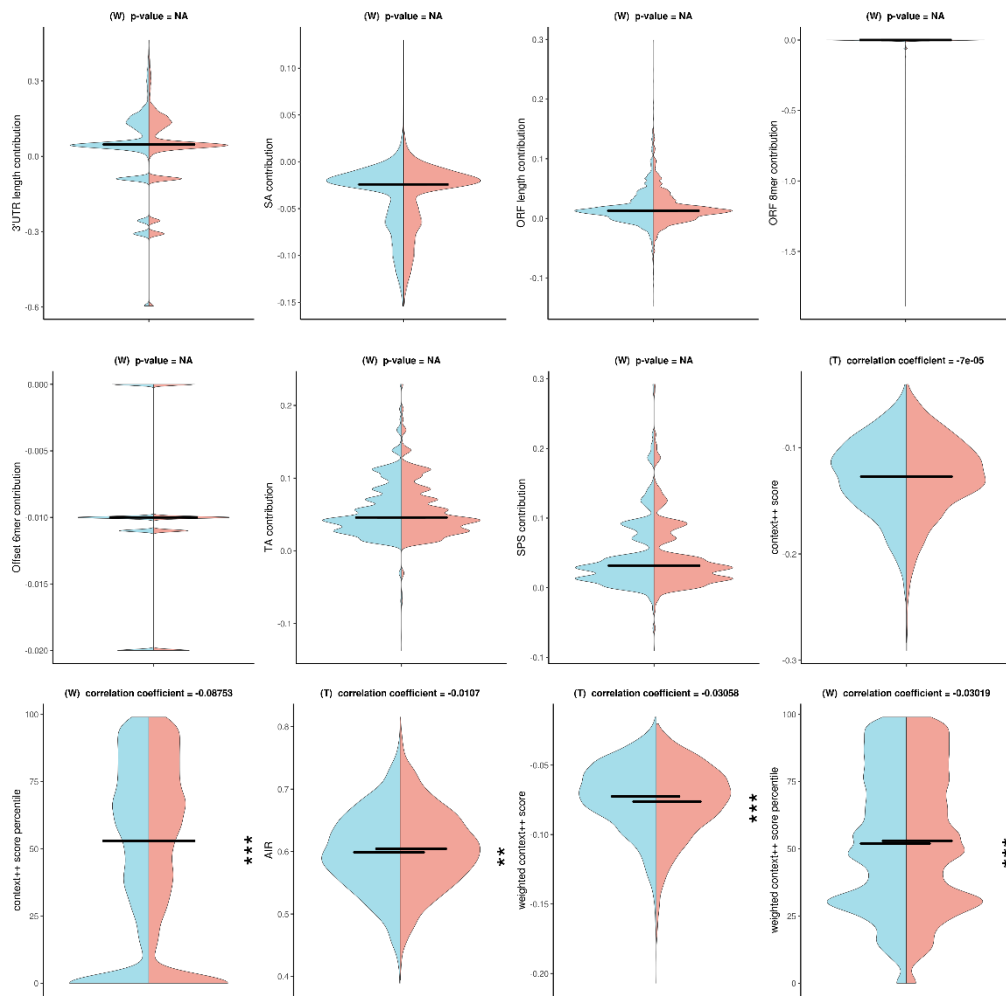 (W) p-value = NA
(W) p-value = NA
(W) p-value = NA
(W) p-value = NA
3'UTR length contribution
0.3
0.0
-0.3
-0.6
SA contribution
0.10
0.05
0.00
-0.05
-0.10
-0.15
ORF length contribution
0.3
0.2
0.1
0.0
-0.1
ORF 8mer contribution
0.0
-0.5
-1.0
-1.5
(W) p-value = NA
(W) p-value = NA
(W) p-value = NA
(T) correlation coefficient = -7e-05
Offset 6mer contribution
0.000
-0.005
-0.010
-0.015
-0.020
TA contribution
0.2
0.1
0.0
-0.1
SPS contribution
0.3
0.2
0.1
0.0
-0.1
context++ score
-0.1
-0.2
-0.3
(W) correlation coefficient = -0.08753
(T) correlation coefficient = -0.0107
(T) correlation coefficient = -0.03058
(W) correlation coefficient = -0.03019
context++ score percentile
100
75
50
25
0
***
AIR
0.8
0.7
0.6
0.5
0.4
**
weighted context++ score
-0.05
-0.10
-0.15
-0.20
***
weighted context++ score percentile
100
75
50
25
0
***